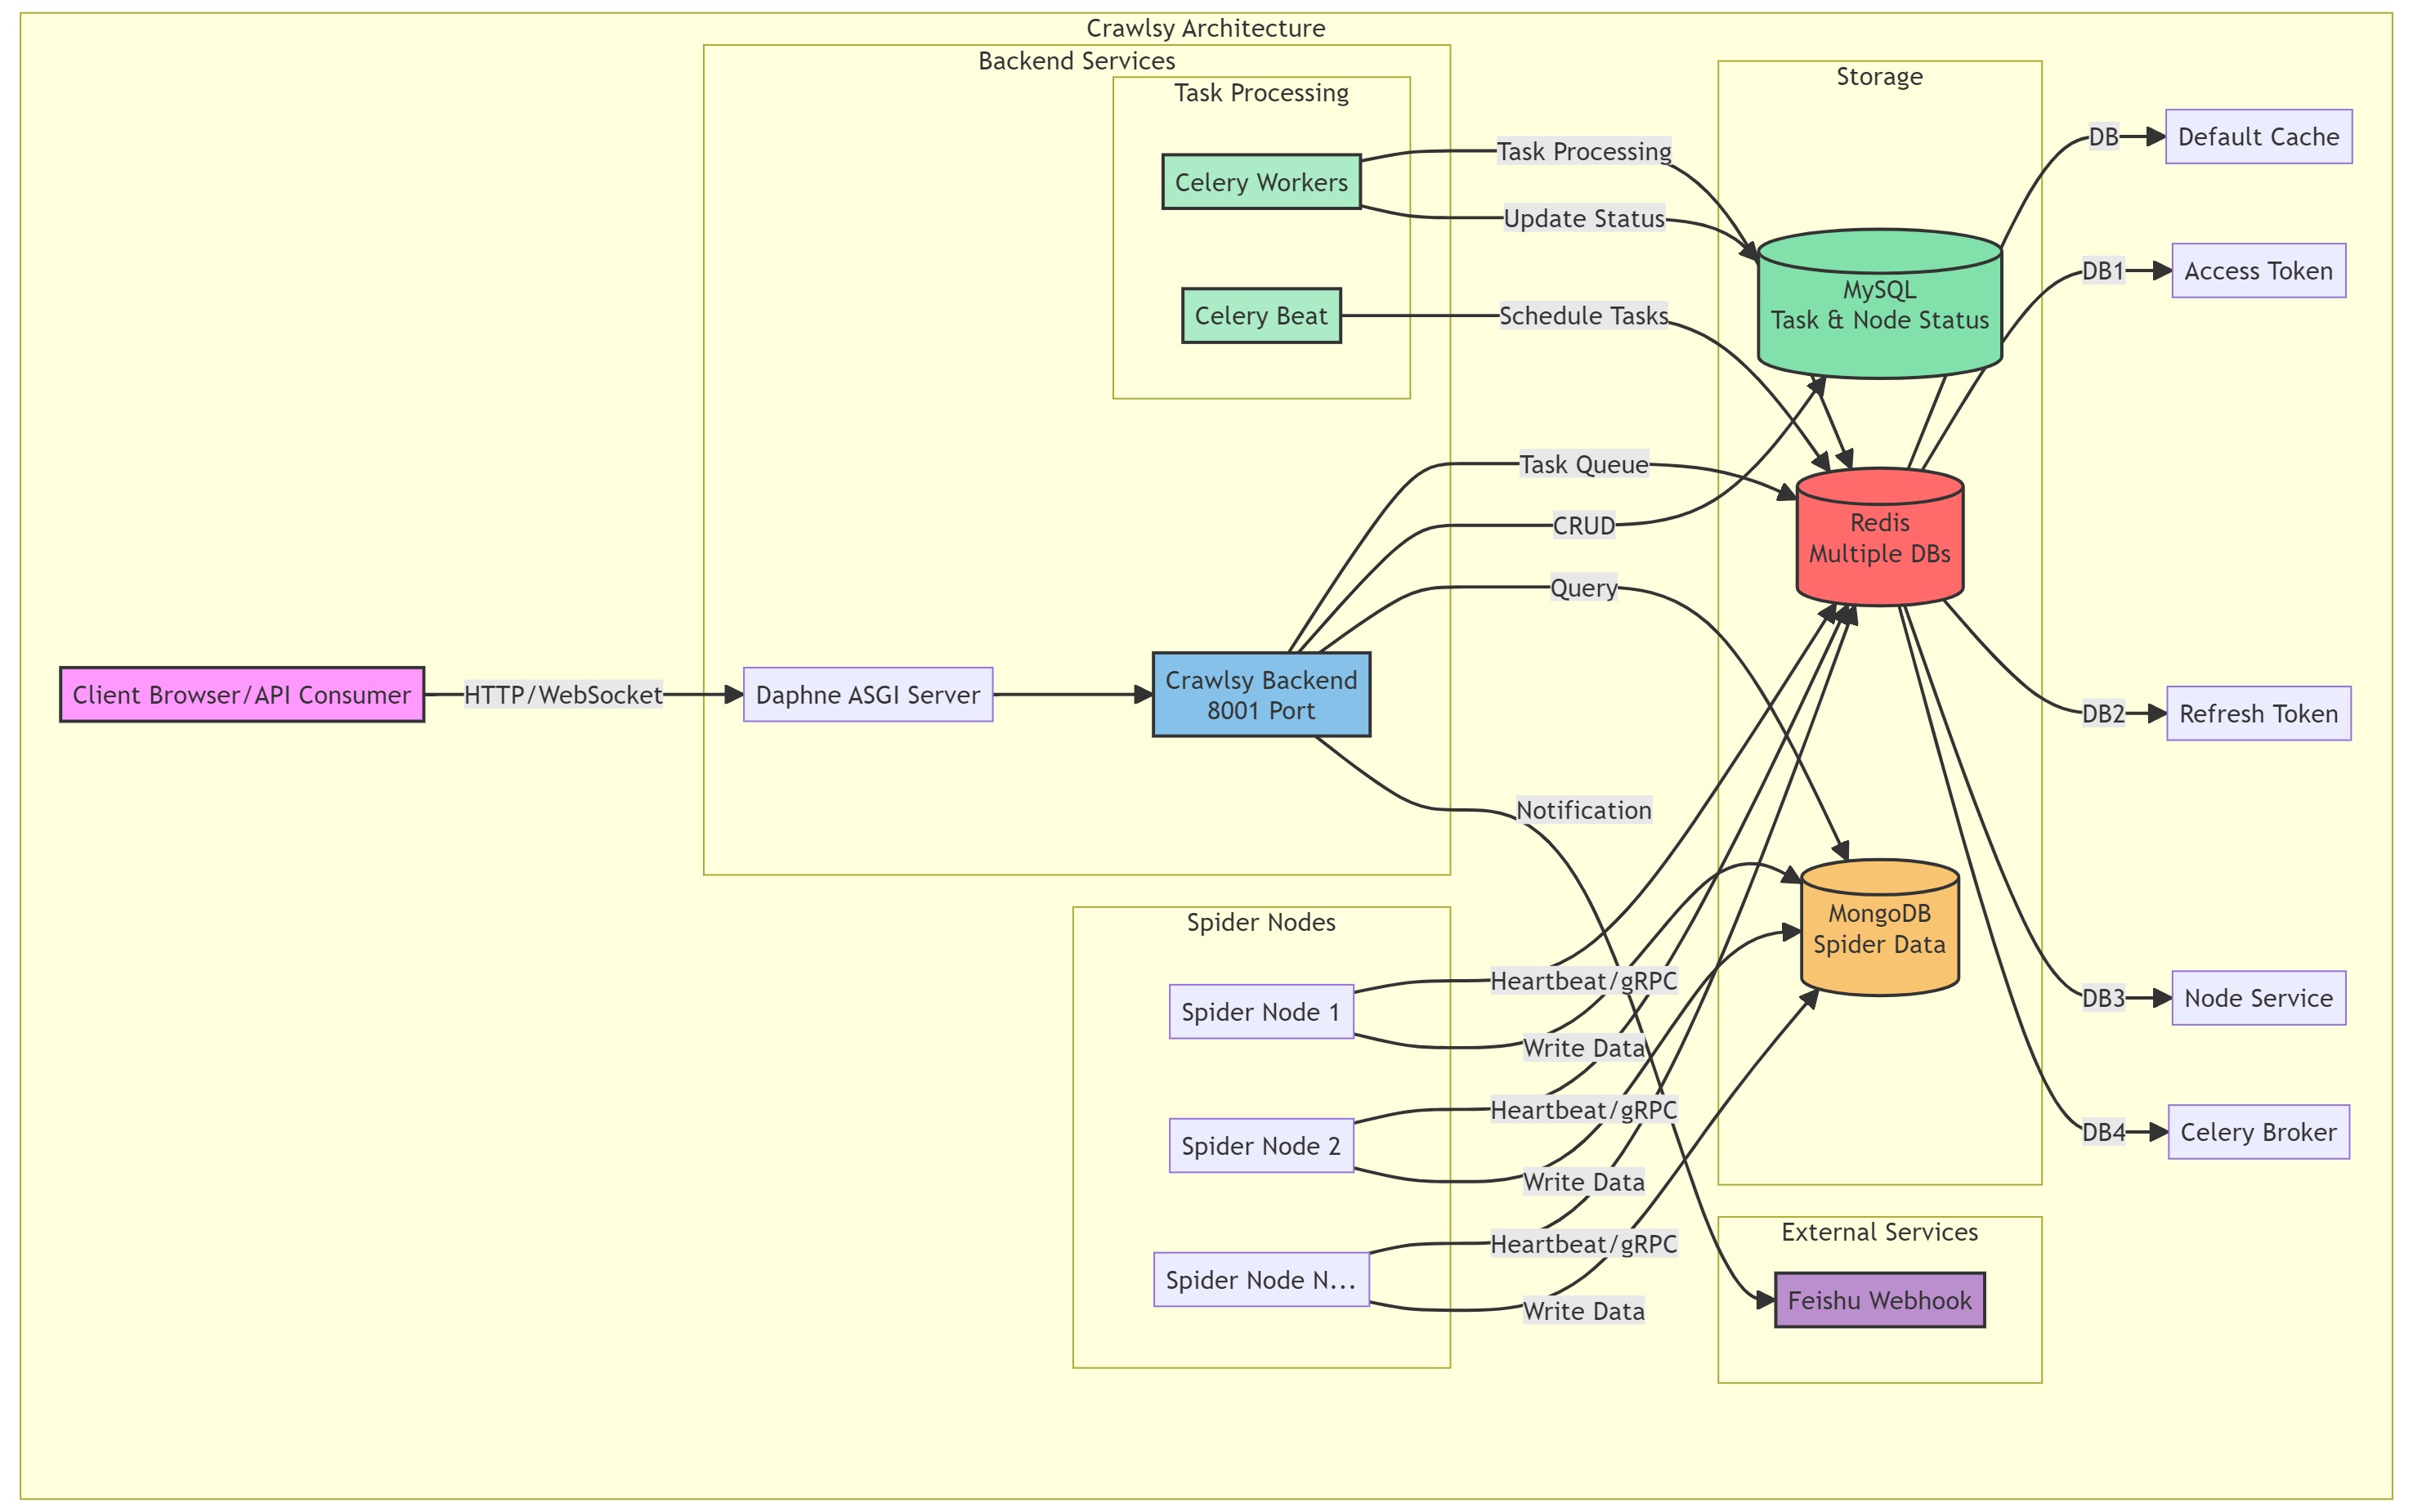 Crawlsy Architecture
Backend Services
Task Processing
Storage
Celery Workers
Celery Beat
Task Processing
Update Status
Schedule Tasks
MySQL
Task & Node Status
DB
Default Cache
DB1
Access Token
Task Queue
CRUD
Query
Redis
Multiple DBs
Client Browser/API Consumer
HTTP/WebSocket
Daphne ASGI Server
Crawlsy Backend
8001 Port
Notification
DB2
Refresh Token
Spider Nodes
MongoDB
Spider Data
Spider Node 1
Heartbeat/gRPC
Write Data
DB3
Node Service
Spider Node 2
Heartbeat/gRPC
Write Data
DB4
Celery Broker
Spider Node N...
Heartbeat/gRPC
Write Data
External Services
Feishu Webhook